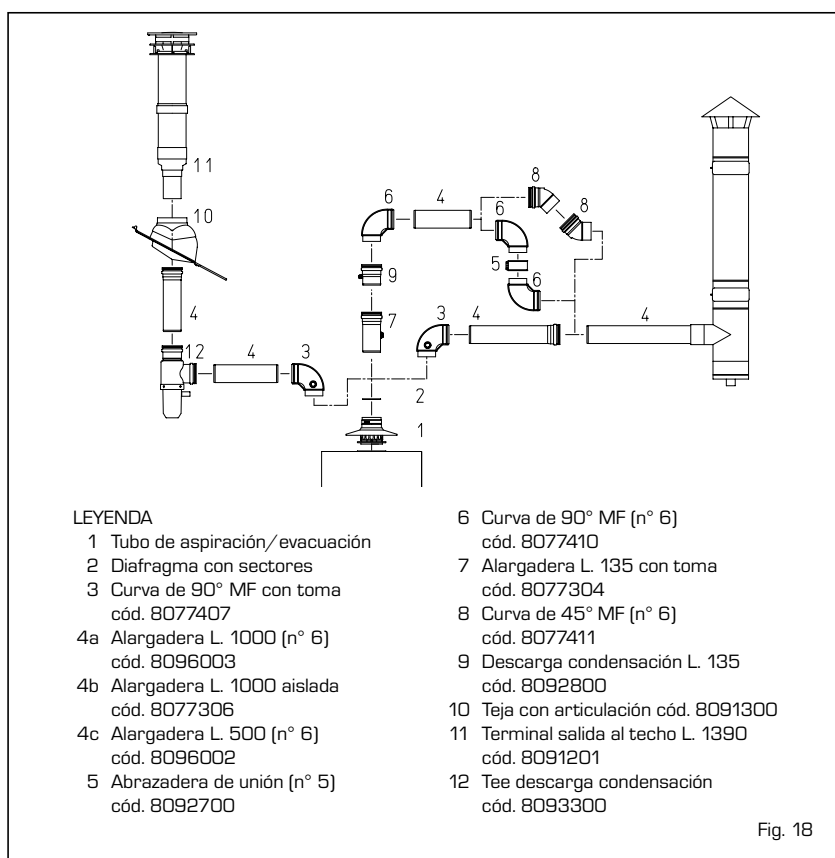 11
10
4
12
4
3
6
4
6
8
8
5
6
9
7
3
4
4
2
1
LEYENDA
1 Tubo de aspiración/evacuación
2 Diafragma con sectores
3 Curva de 90° MF con toma
cód. 8077407
4a Alargadera L. 1000 (n° 6)
cód. 8096003
4b Alargadera L. 1000 aislada
cód. 8077306
4c Alargadera L. 500 (n° 6)
cód. 8096002
5 Abrazadera de unión (n° 5)
cód. 8092700
6 Curva de 90° MF (n° 6)
cód. 8077410
7 Alargadera L. 135 con toma
cód. 8077304
8 Curva de 45° MF (n° 6)
cód. 8077411
9 Descarga condensación L. 135
cód. 8092800
10 Teja con articulación cód. 8091300
11 Terminal salida al techo L. 1390
cód. 8091201
12 Tee descarga condensación
cód. 8093300
Fig. 18